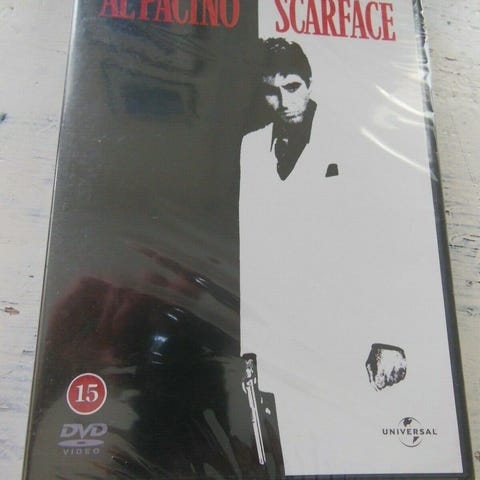 AL PACINO
SCARFACE
15
DVD
VIDEO
UNIVERSAL